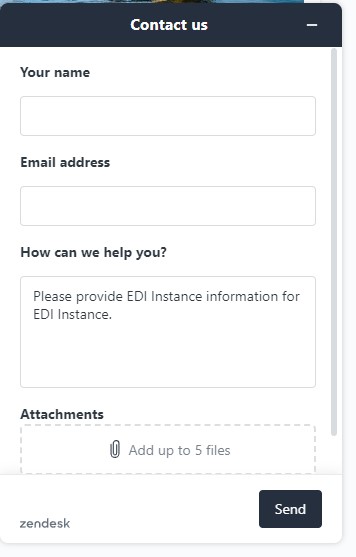 Contact us
Your name
Email address
How can we help you?
Please provide EDI Instance information for
EDI Instance.
Attachments
Add up to 5 files
Send
zendesk